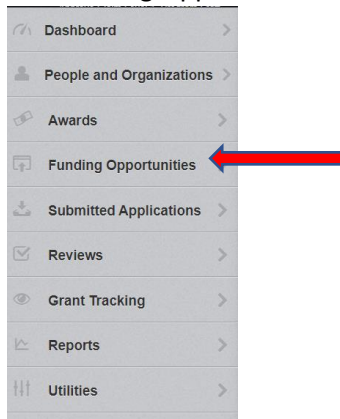 Dashboard
People and Organizations
Awards
Funding Opportunities
Submitted Applications
Reviews
Grant Tracking
Reports
Utilities